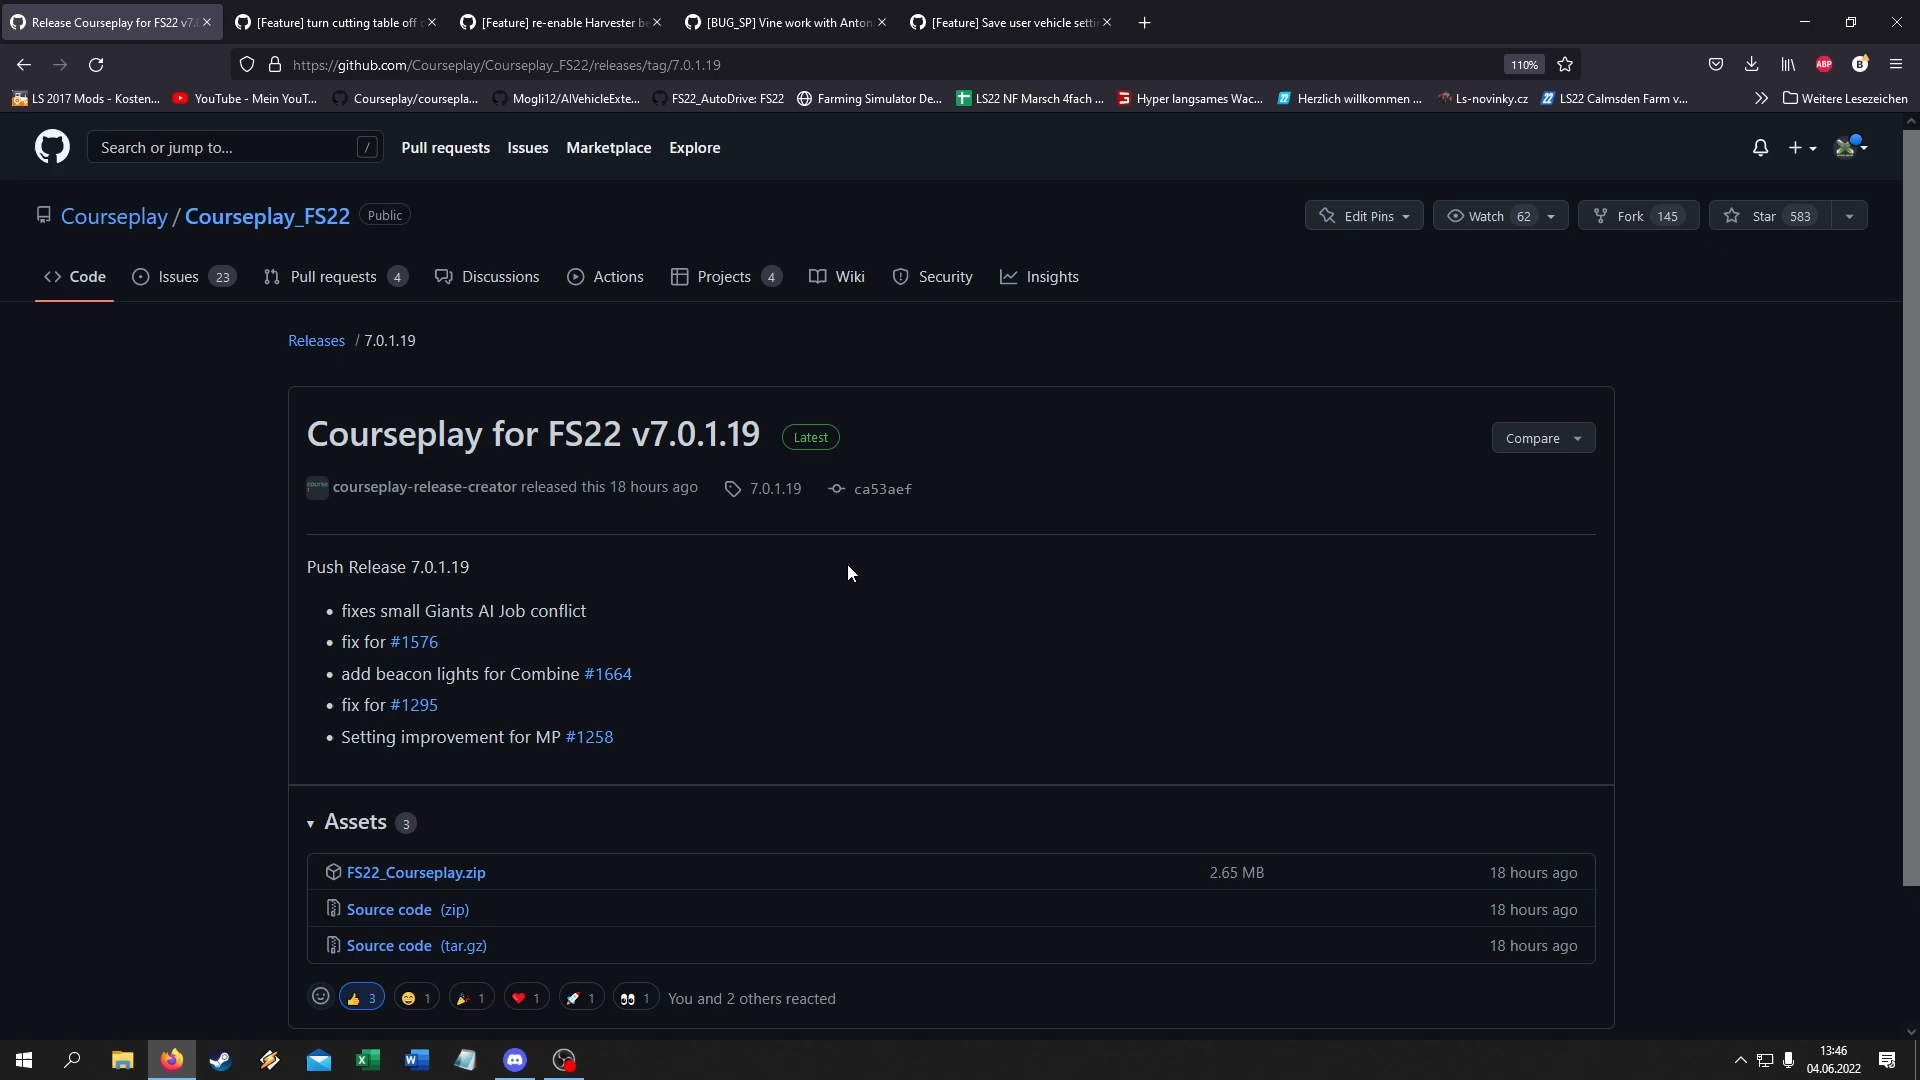 Release Courseplay for FS22 v7.0
[Feature] turn cutting table off
[Feature] re-enable Harvester be
[BUG_SP] Vine work with Anton
[Feature] Save user vehicle setti
https://github.com/Courseplay/Courseplay_FS22/releases/tag/7.0.1.19
110%
ABP
LS 2017 Mods - Kosten...
YouTube - Mein YouT...
Courseplay/coursepla...
Mogli12/AIVehicleExte...
FS22_AutoDrive: FS22
Farming Simulator De...
LS22 NF Marsch 4fach ...
Hyper langsames Wac...
Herzlich willkommen ...
Ls-novinky.cz
LS22 Calmsden Farm v...
Weitere Lesezeichen
Search or jump to...
/
Pull requests
Issues
Marketplace
Explore
Courseplay / Courseplay_FS22
Public
Edit Pins
Watch 62
Fork 145
Star 583
Code
Issues 23
Pull requests 4
Discussions
Actions
Projects 4
Wiki
Security
Insights
Releases / 7.0.1.19
Courseplay for FS22 v7.0.1.19
Latest
Compare
courseplay-release-creator released this 18 hours ago
7.0.1.19
ca53aef
Push Release 7.0.1.19
• fixes small Giants AI Job conflict
• fix for #1576
• add beacon lights for Combine #1664
• fix for #1295
• Setting improvement for MP #1258
Assets 3
FS22_Courseplay.zip
2.65 MB
18 hours ago
Source code (zip)
18 hours ago
Source code (tar.gz)
18 hours ago
3
1
1
1
1
1
You and 2 others reacted
13:46
04.06.2022